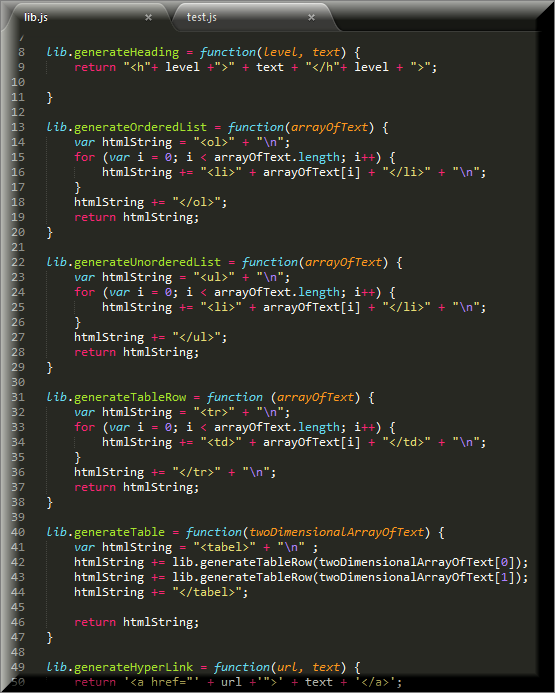 lib.js × test.js ×
7
8 lib.generateHeading = function(level, text) {
9     return "<h"+ level +">" + text + "</h"+ level + ">";
10
11 }
12
13 lib.generateOrderedList = function(arrayOfText) {
14     var htmlString = "<ol>" + "\n";
15     for (var i = 0; i < arrayOfText.length; i++) {
16         htmlString += "<li>" + arrayOfText[i] + "</li>" + "\n";
17     }
18     htmlString += "</ol>";
19     return htmlString;
20 }
21
22 lib.generateUnorderedList = function(arrayOfText) {
23     var htmlString = "<ul>" + "\n";
24     for (var i = 0; i < arrayOfText.length; i++) {
25         htmlString += "<li>" + arrayOfText[i] + "</li>" + "\n";
26     }
27     htmlString += "</ul>";
28     return htmlString;
29 }
30
31 lib.generateTableRow = function (arrayOfText) {
32     var htmlString = "<tr>" + "\n";
33     for (var i = 0; i < arrayOfText.length; i++) {
34         htmlString += "<td>" + arrayOfText[i] + "</td>" + "\n";
35     }
36     htmlString += "</tr>" + "\n";
37     return htmlString;
38 }
39
40 lib.generateTable = function(twoDimensionalArrayOfText) {
41     var htmlString = "<tabel>" + "\n" ;
42     htmlString += lib.generateTableRow(twoDimensionalArrayOfText[0]);
43     htmlString += lib.generateTableRow(twoDimensionalArrayOfText[1]);
44     htmlString += "</tabel>";
45
46     return htmlString;
47 }
48
49 lib.generateHyperLink = function(url, text) {
50     return '<a href="' + url +'">' + text + '</a>';